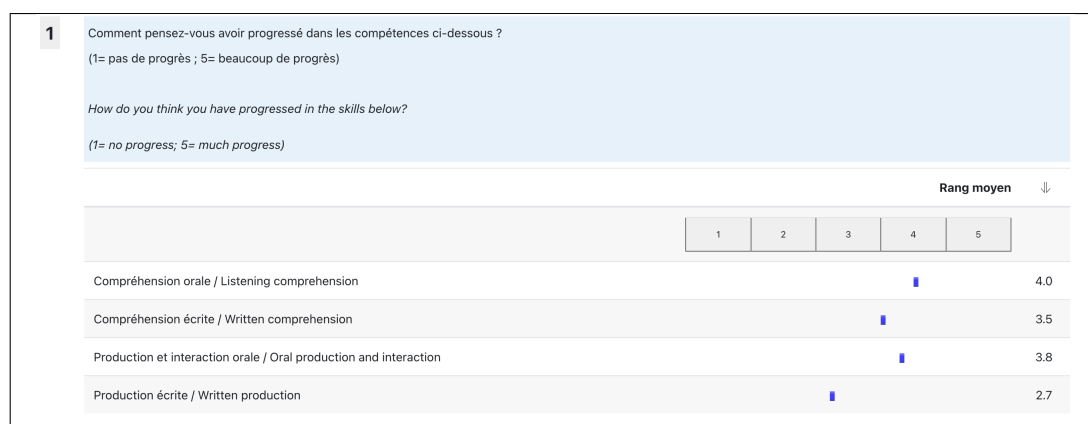 1
Comment pensez-vous avoir progressé dans les compétences ci-dessous ?
(1= pas de progrès ; 5= beaucoup de progrès)
How do you think you have progressed in the skills below?
(1= no progress; 5= much progress)
Rang moyen
1 2 3 4 5
Compréhension orale / Listening comprehension 4.0
Compréhension écrite / Written comprehension 3.5
Production et interaction orale / Oral production and interaction 3.8
Production écrite / Written production 2.7